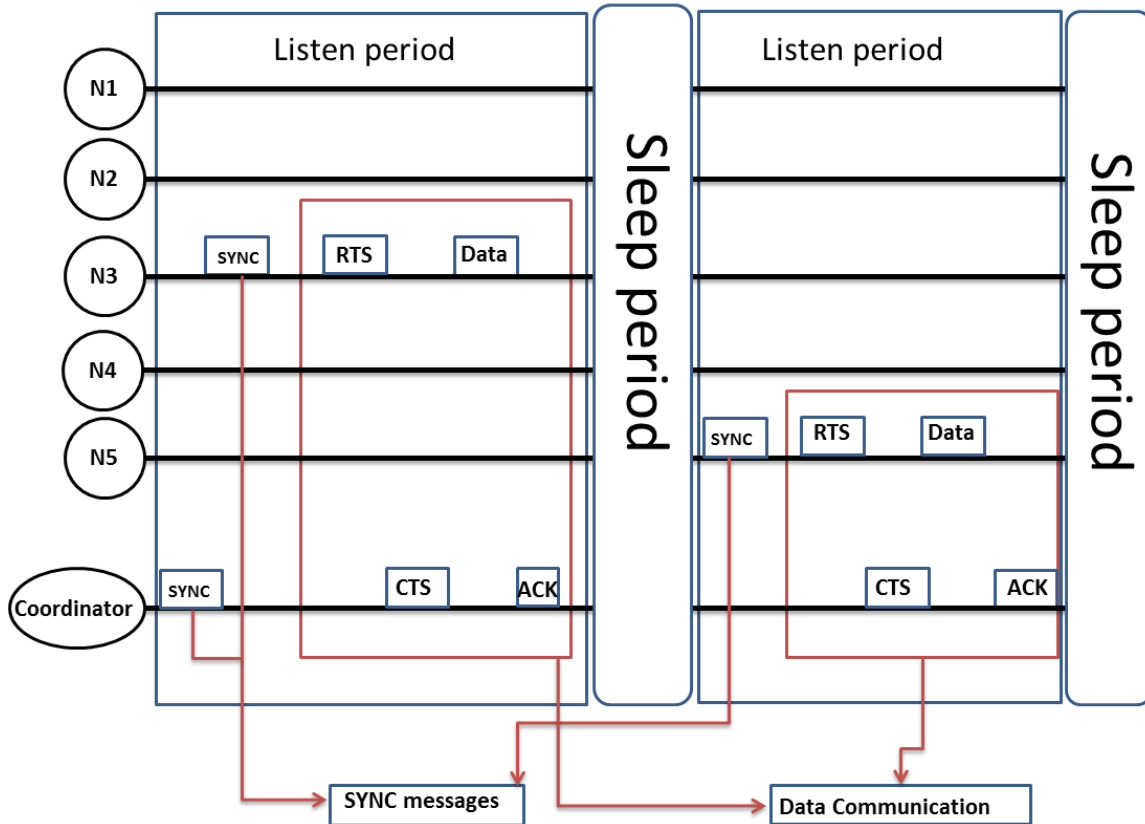 Listen period
Listen period
N1
N2
SYNC
RTS
Data
N3
Sleep period
Sleep period
N4
SYNC
RTS
Data
N5
SYNC
CTS
ACK
CTS
ACK
Coordinator
SYNC messages
Data Communication